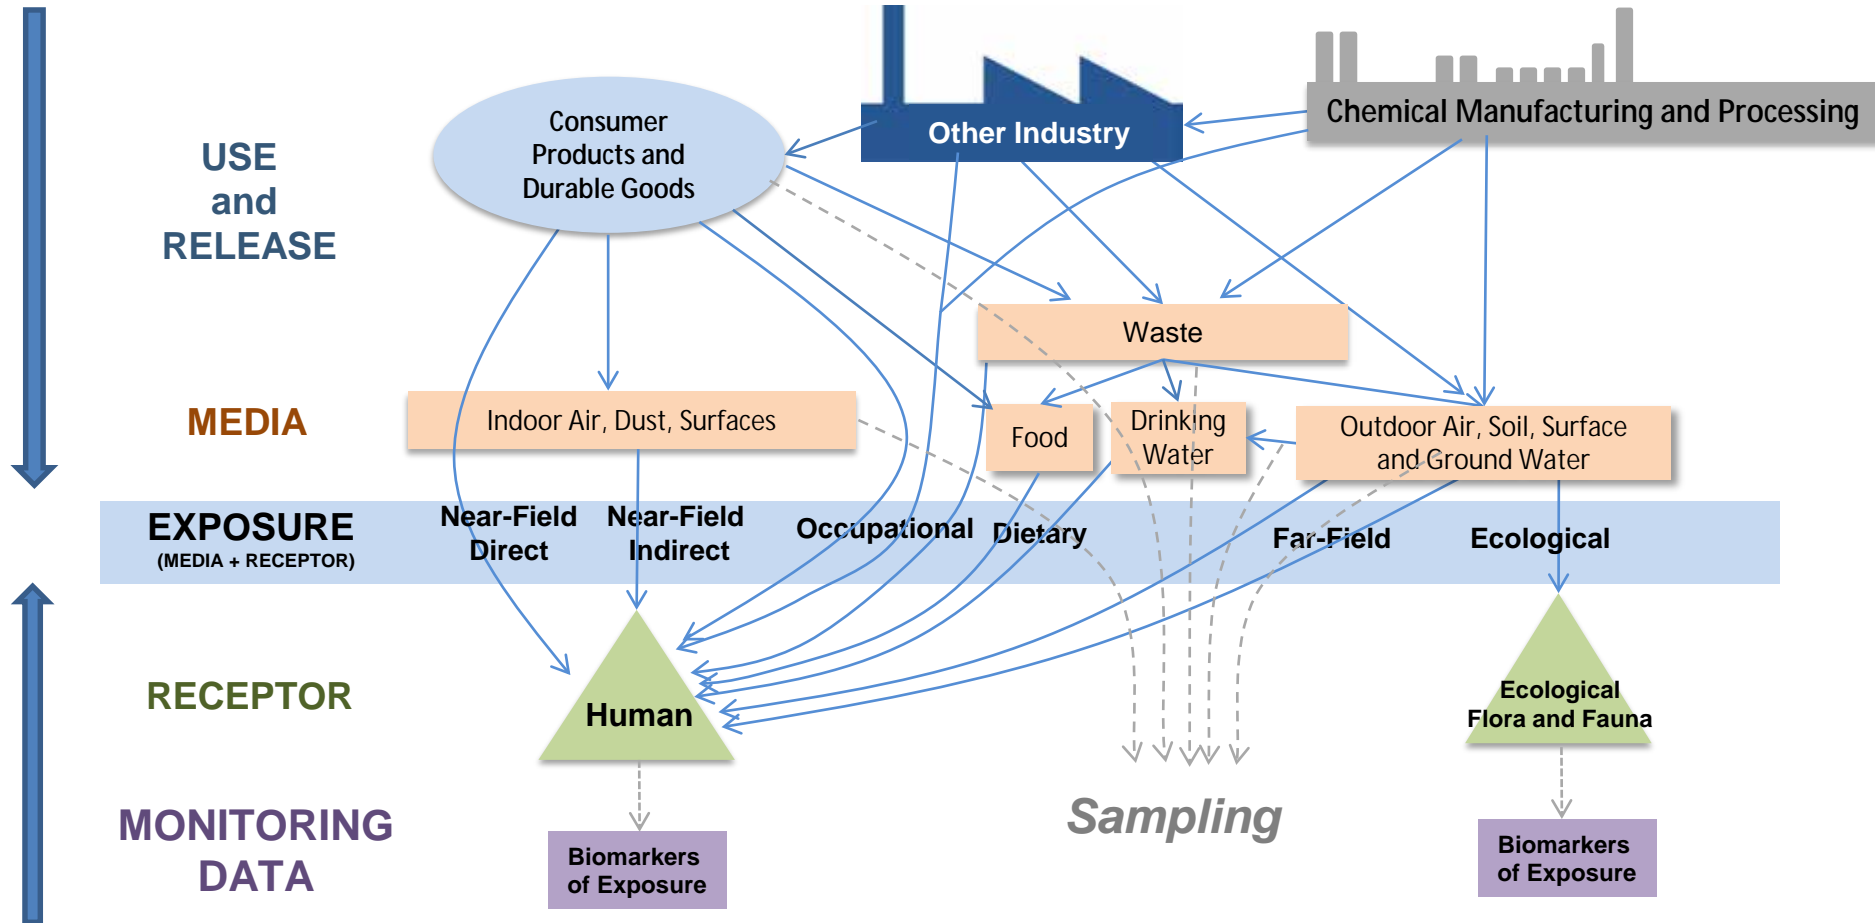 Chemical Manufacturing and Processing
Other Industry
Consumer
Products and
Durable Goods
USE
and
RELEASE
Waste
MEDIA
Indoor Air, Dust, Surfaces
Food
Drinking
Water
Outdoor Air, Soil, Surface
and Ground Water
EXPOSURE
(MEDIA + RECEPTOR)
Near-Field
Direct
Near-Field
Indirect
Occupational
Dietary
Far-Field
Ecological
RECEPTOR
Human
Ecological
Flora and Fauna
MONITORING
DATA
Biomarkers
of Exposure
Sampling
Biomarkers
of Exposure